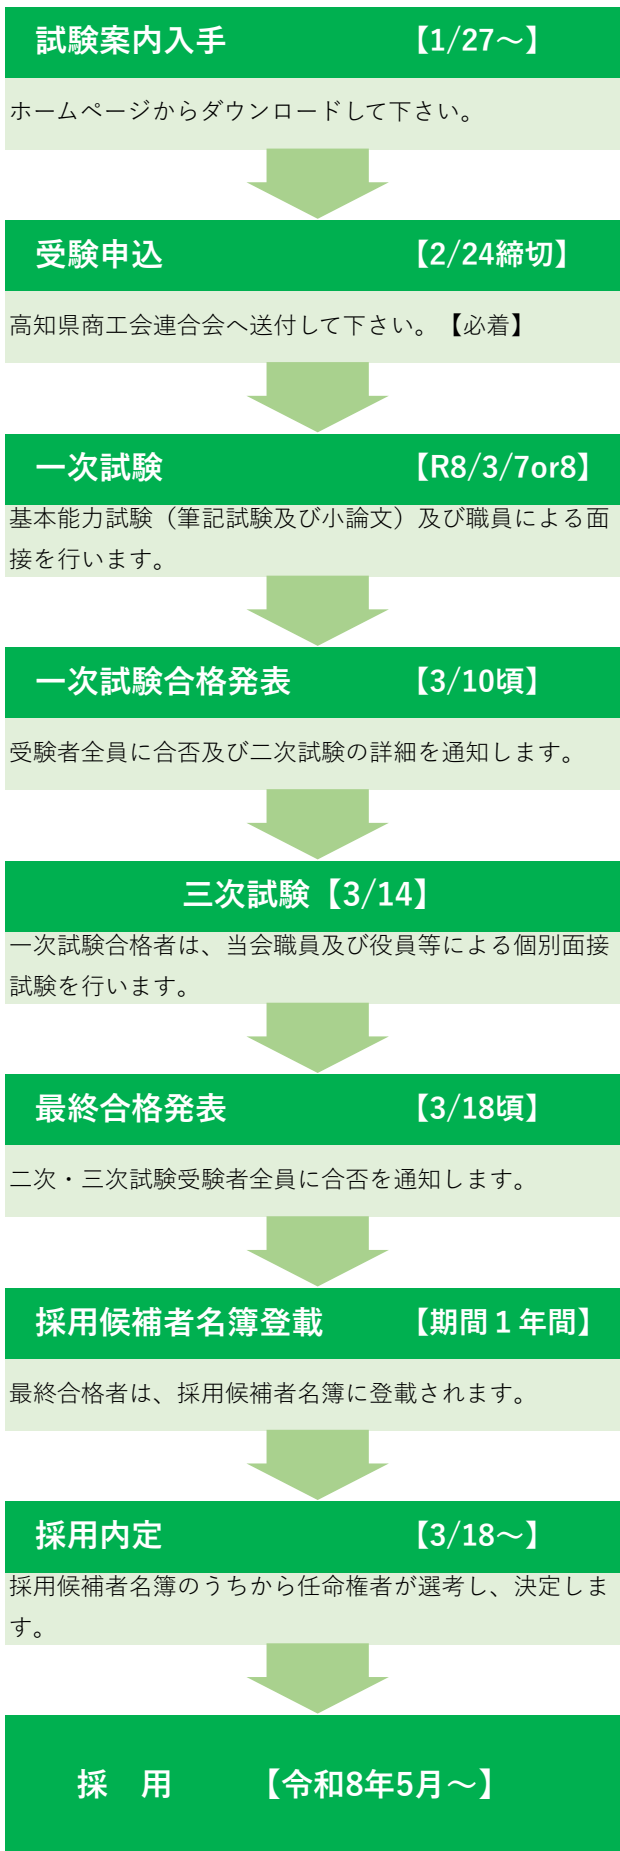 試験案内入手 【1/27～】
ホームページからダウンロードして下さい。
受験申込 【2/24締切】
高知県商工会連合会へ送付して下さい。【必着】
一次試験 【R8/3/7or8】
基本能力試験（筆記試験及び小論文）及び職員による面
接を行います。
一次試験合格発表 【3/10頃】
受験者全員に合否及び二次試験の詳細を通知します。
三次試験【3/14】
一次試験合格者は、当会職員及び役員等による個別面接
試験を行います。
最終合格発表 【3/18頃】
二次・三次試験受験者全員に合否を通知します。
採用候補者名簿登載 【期間１年間】
最終合格者は、採用候補者名簿に登載されます。
採用内定 【3/18～】
採用候補者名簿のうちから任命権者が選考し、決定しま
す。
採　用 【令和8年5月～】